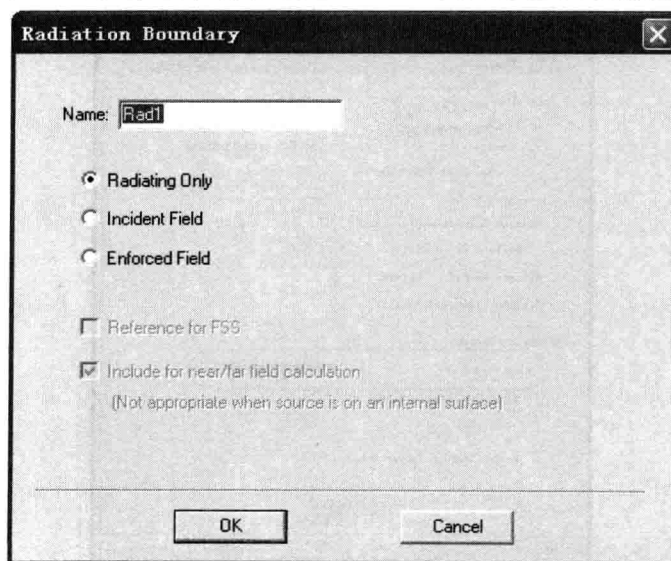 Radiation Boundary
Name: Rad1
Radiating Only
Incident Field
Enforced Field
Reference for FSS
Include for near/far field calculation
(Not appropriate when source is on an internal surface)
OK Cancel